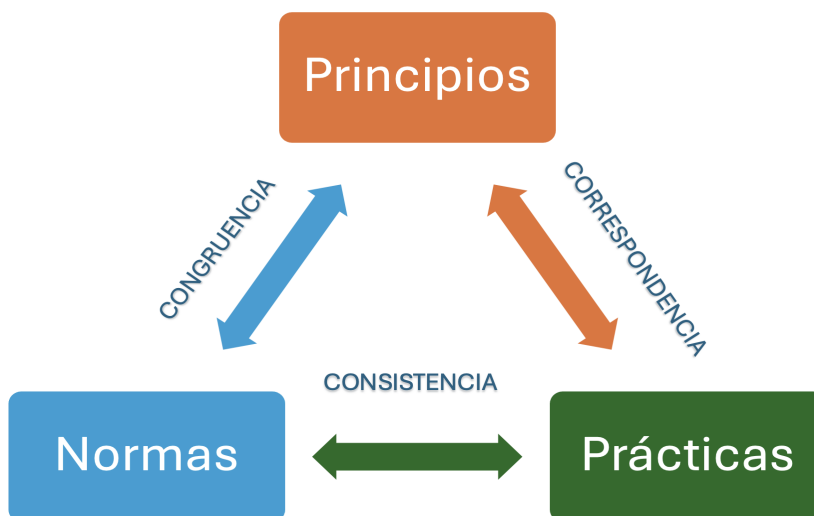 Principios
CONGRUENCIA
CORRESPONDENCIA
CONSISTENCIA
Normas
Prácticas